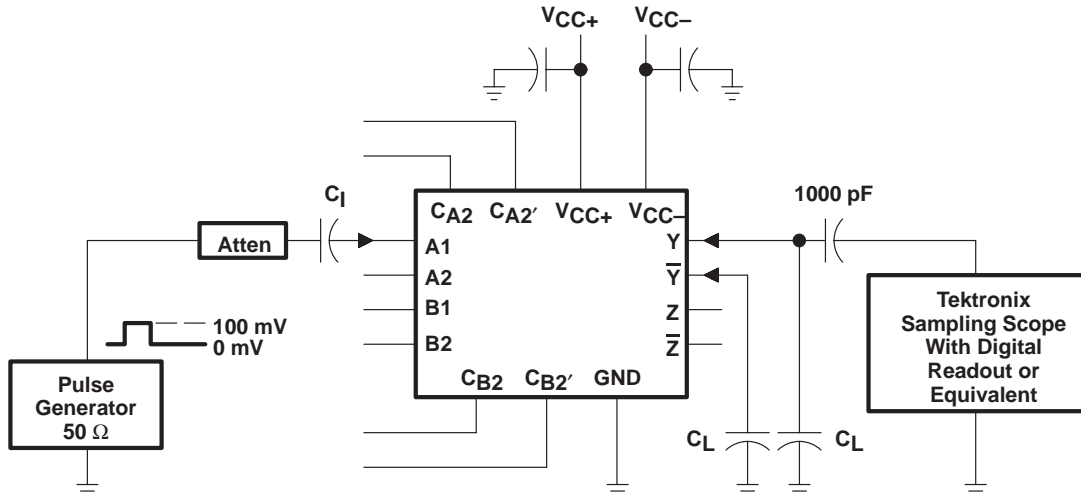 VCC+ VCC–
CI
1000 pF
CA2 CA2′ VCC+ VCC–
Atten
A1
A2
B1
B2
Y
Y̅
Z
Z̅
CB2 CB2′ GND
100 mV
0 mV
Pulse
Generator
50 Ω
CL CL
Tektronix
Sampling Scope
With Digital
Readout or
Equivalent